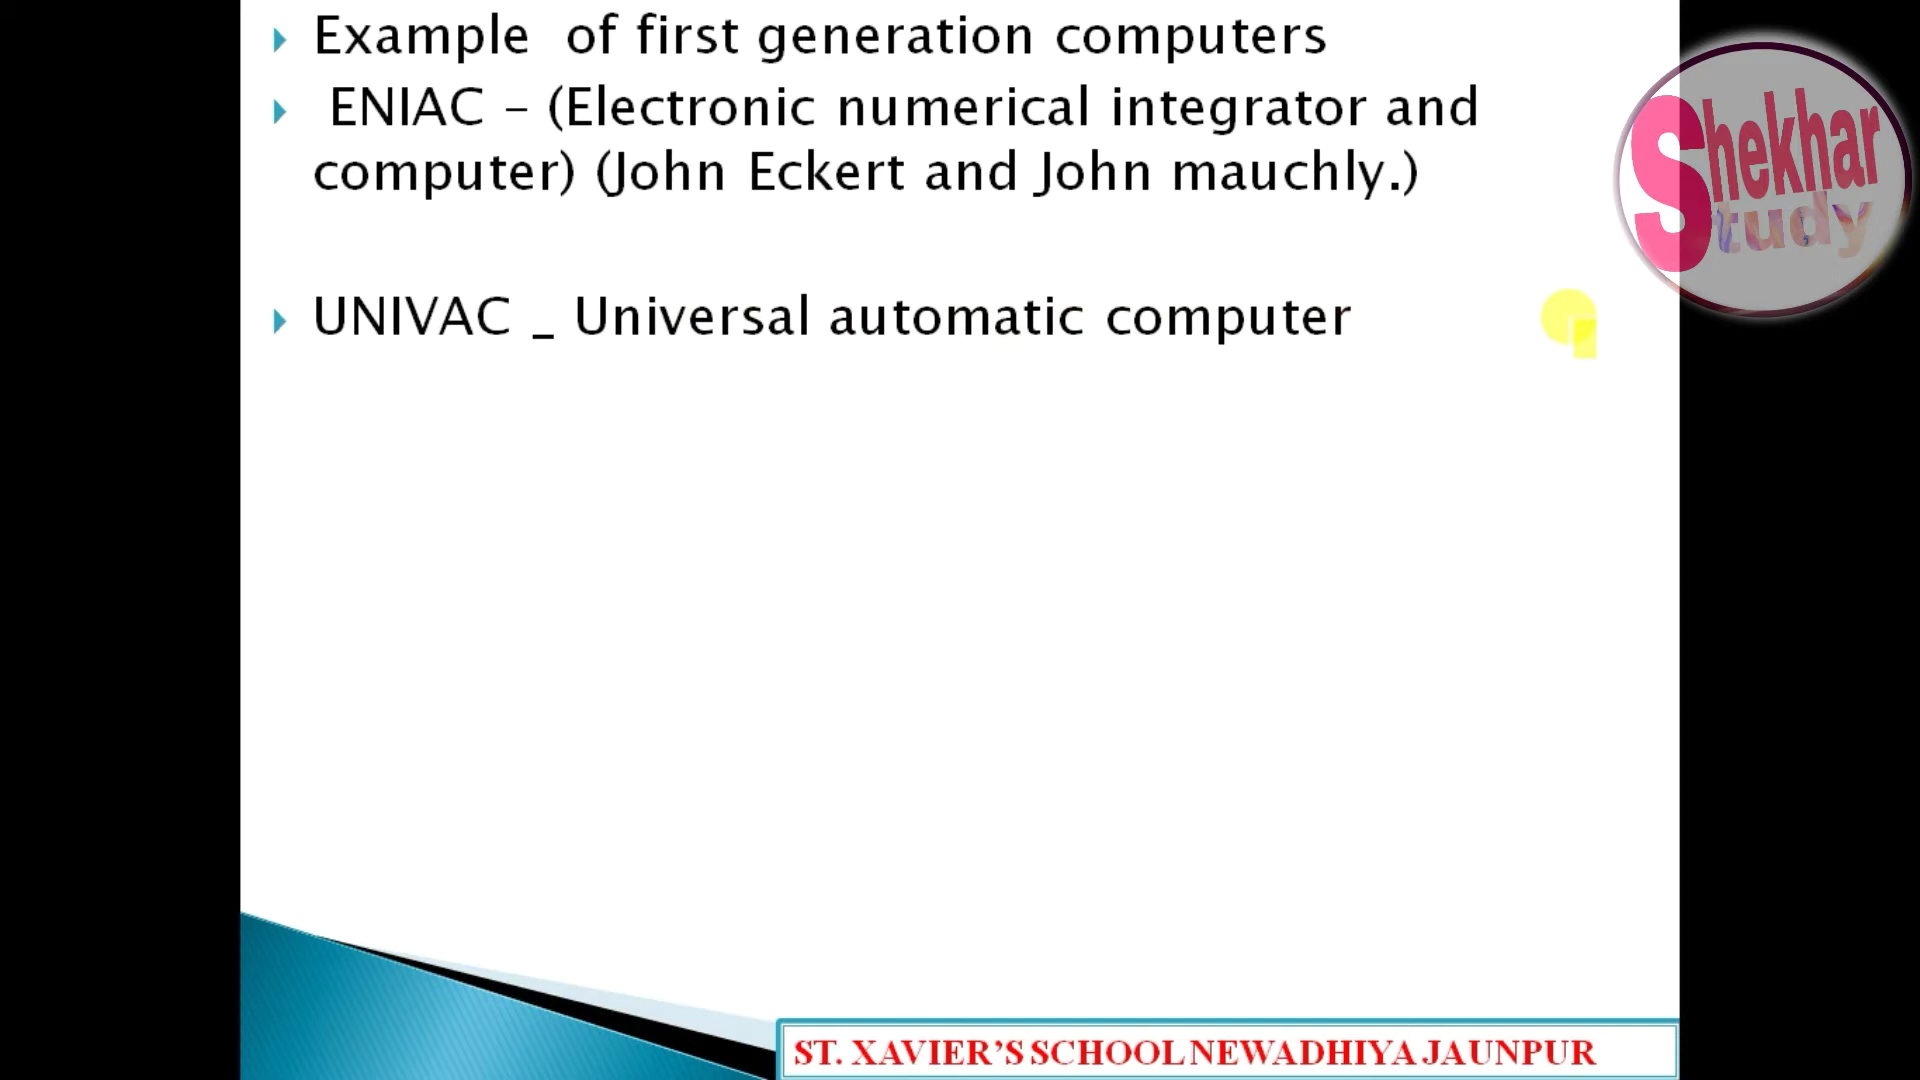 Example of first generation computers
ENIAC – (Electronic numerical integrator and
computer) (John Eckert and John mauchly.)
UNIVAC _ Universal automatic computer
Shekhar
Study
ST. XAVIER'S SCHOOL NEWADHIYA JAUNPUR